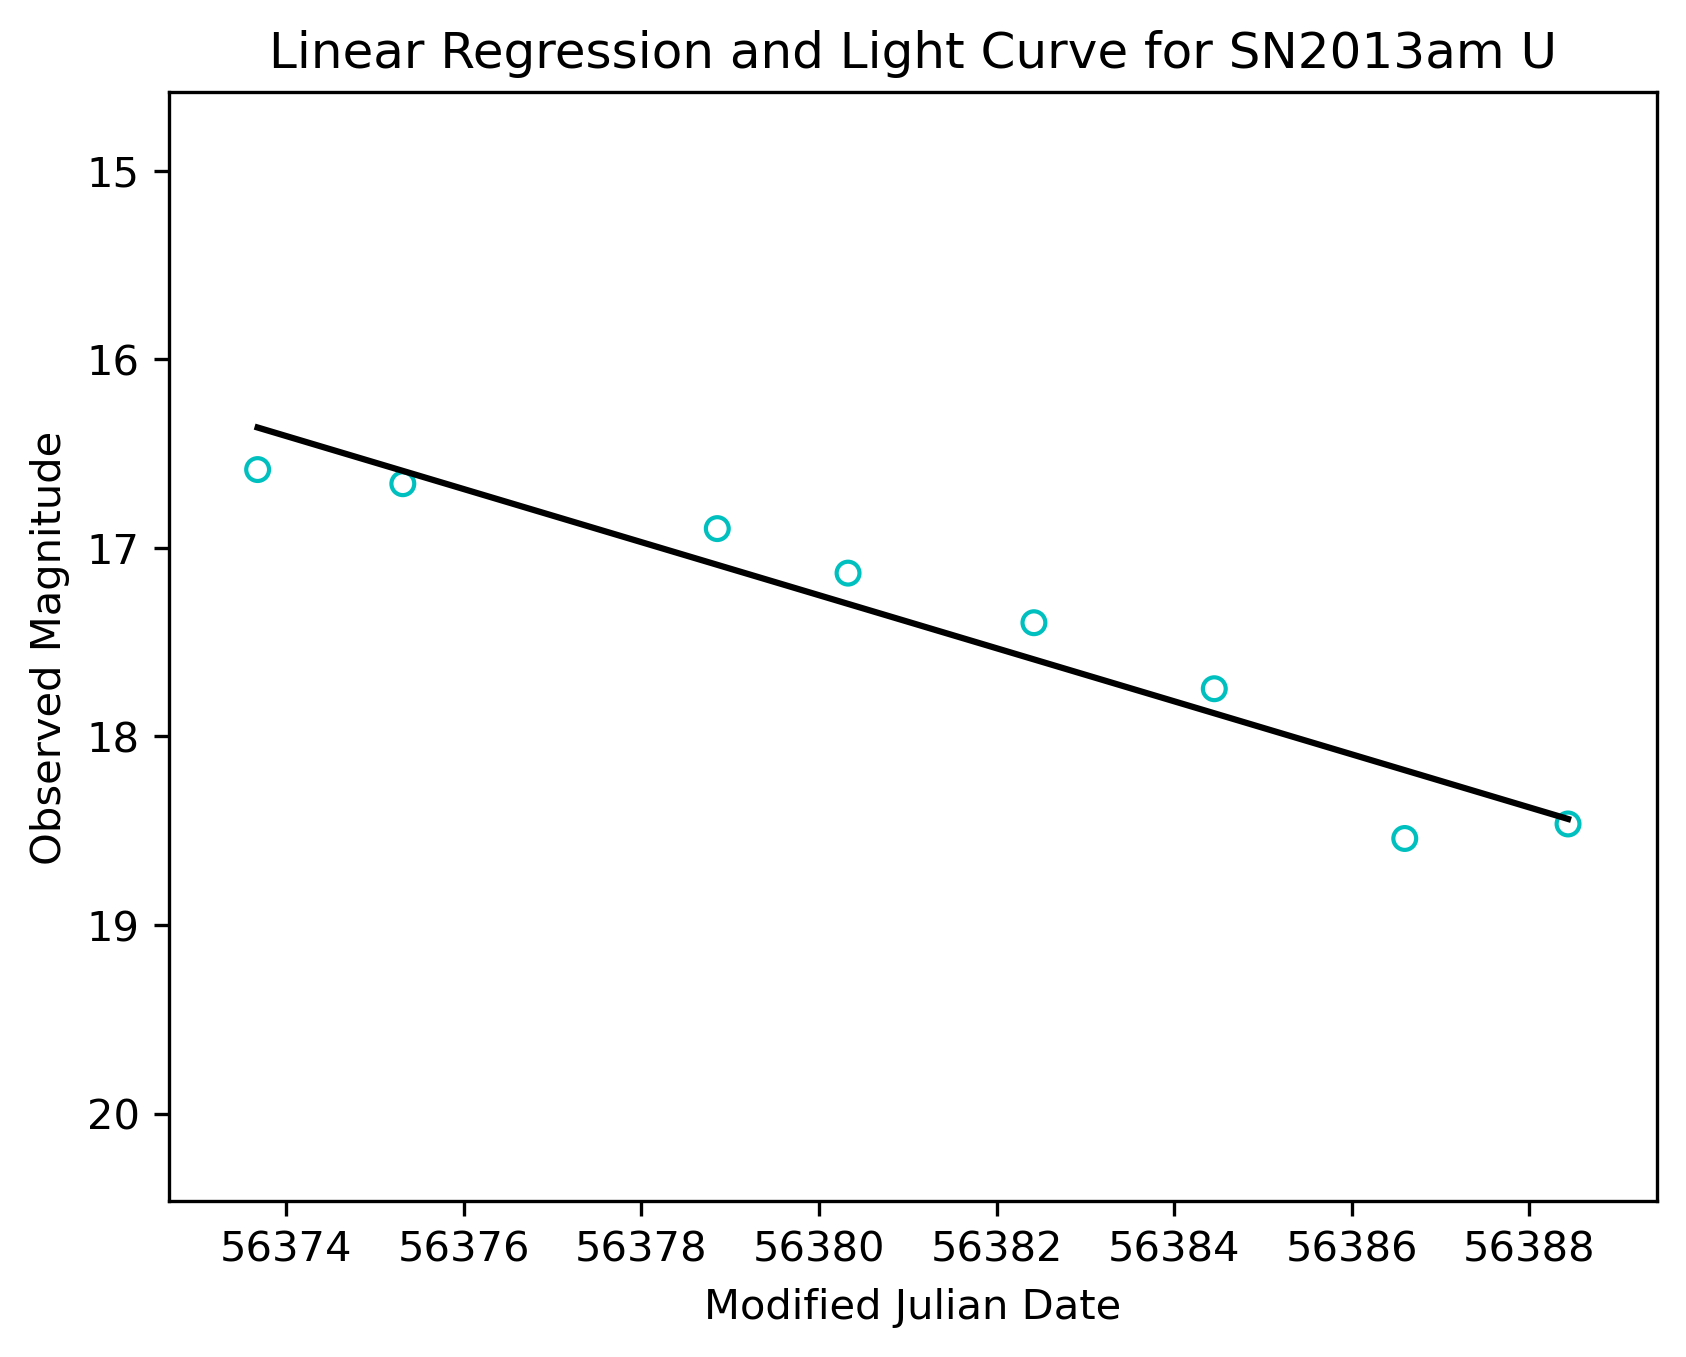 Linear Regression and Light Curve for SN2013am U
15
16
17
18
19
20
Observed Magnitude
56374 56376 56378 56380 56382 56384 56386 56388
Modified Julian Date